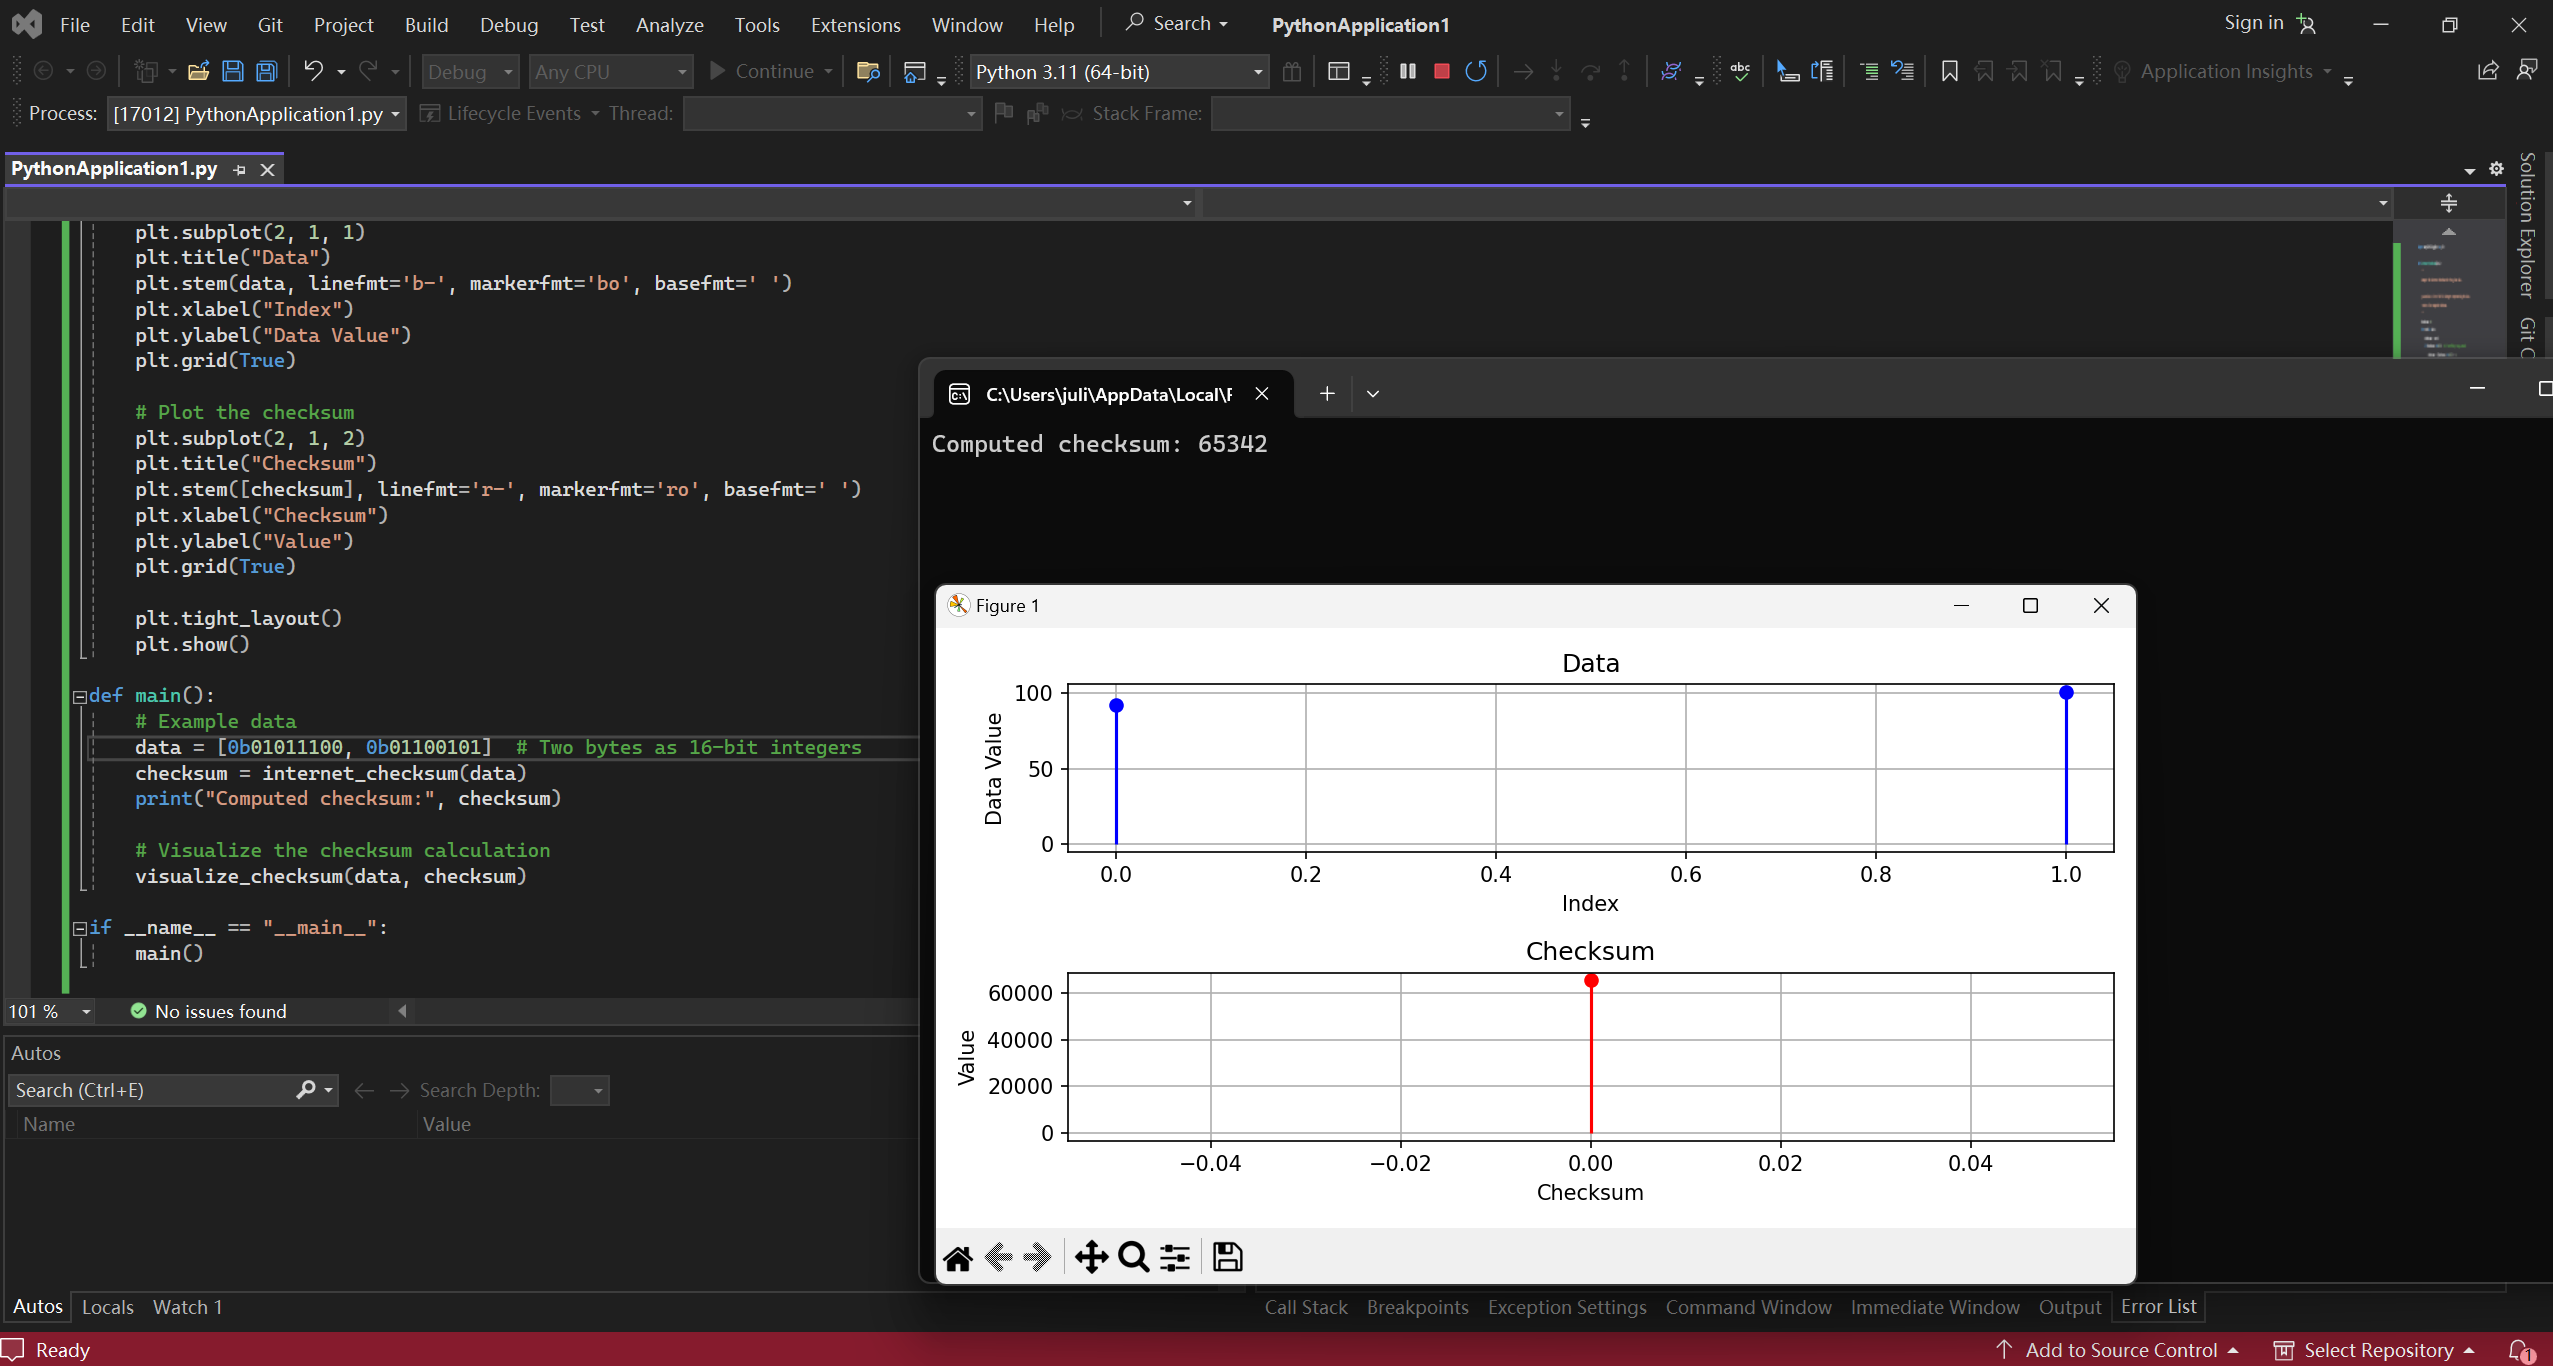 File Edit View Git Project Build Debug Test Analyze Tools Extensions Window Help Search PythonApplication1 Sign in
Debug Any CPU Continue Python 3.11 (64-bit) Application Insights
Process: [17012] PythonApplication1.py Lifecycle Events Thread: Stack Frame:
PythonApplication1.py
plt.subplot(2, 1, 1)
plt.title("Data")
plt.stem(data, linefmt='b-', markerfmt='bo', basefmt=' ')
plt.xlabel("Index")
plt.ylabel("Data Value")
plt.grid(True)
# Plot the checksum
plt.subplot(2, 1, 2)
plt.title("Checksum")
plt.stem([checksum], linefmt='r-', markerfmt='ro', basefmt=' ')
plt.xlabel("Checksum")
plt.ylabel("Value")
plt.grid(True)
plt.tight_layout()
plt.show()
def main():
# Example data
data = [0b01011100, 0b01100101]  # Two bytes as 16-bit integers
checksum = internet_checksum(data)
print("Computed checksum:", checksum)
# Visualize the checksum calculation
visualize_checksum(data, checksum)
if __name__ == "__main__":
main()
101 % No issues found
Solution Explorer
Git C
C:\Users\juli\AppData\Local\F
Computed checksum: 65342
Figure 1
Data
100
50
0
Data Value
0.0 0.2 0.4 0.6 0.8 1.0
Index
Checksum
60000
40000
20000
0
Value
−0.04 −0.02 0.00 0.02 0.04
Checksum
Autos
Search (Ctrl+E) Search Depth:
Name Value
Autos Locals Watch 1
Call Stack Breakpoints Exception Settings Command Window Immediate Window Output Error List
Ready Add to Source Control Select Repository 1